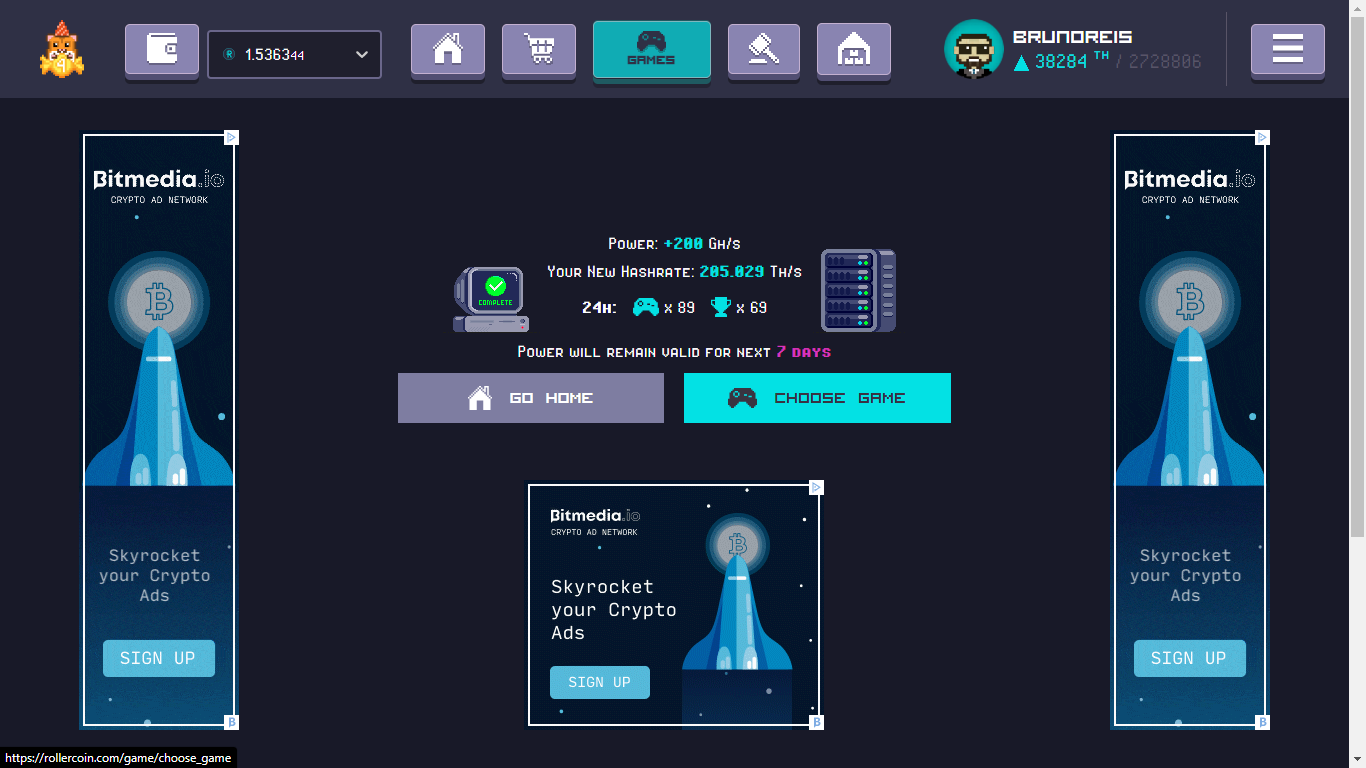 1.536344
GAMES
BRUNOREIS
38284 TH / 2728806
Bitmedia.io
CRYPTO AD NETWORK
Skyrocket
your Crypto
Ads
SIGN UP
B
Power: +200 Gh/s
Your New Hashrate: 205.029 Th/s
COMPLETE
24h: x 89 x 69
Power will remain valid for next 7 days
GO HOME
CHOOSE GAME
Bitmedia.io
CRYPTO AD NETWORK
Skyrocket
your Crypto
Ads
SIGN UP
B
Bitmedia.io
CRYPTO AD NETWORK
Skyrocket
your Crypto
Ads
SIGN UP
B
https://rollercoin.com/game/choose_game